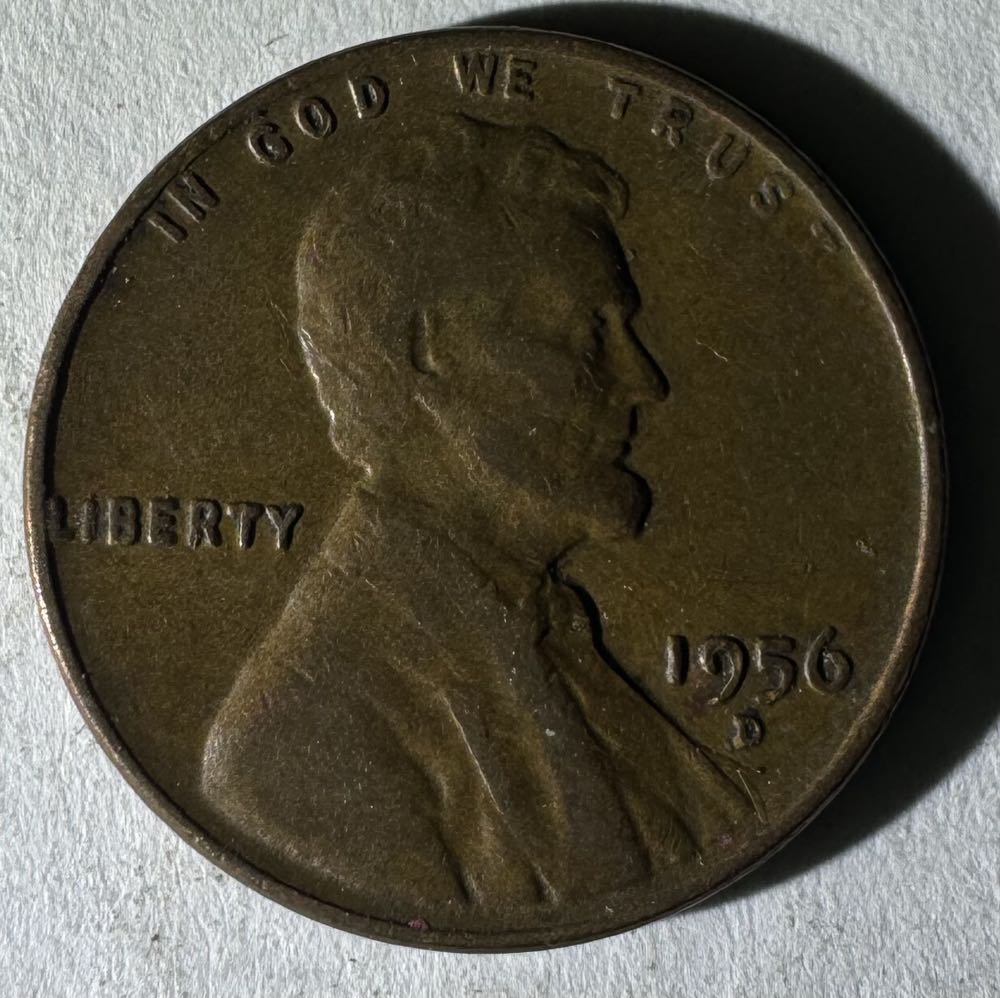 IN GOD WE TRUST
LIBERTY
1956
D